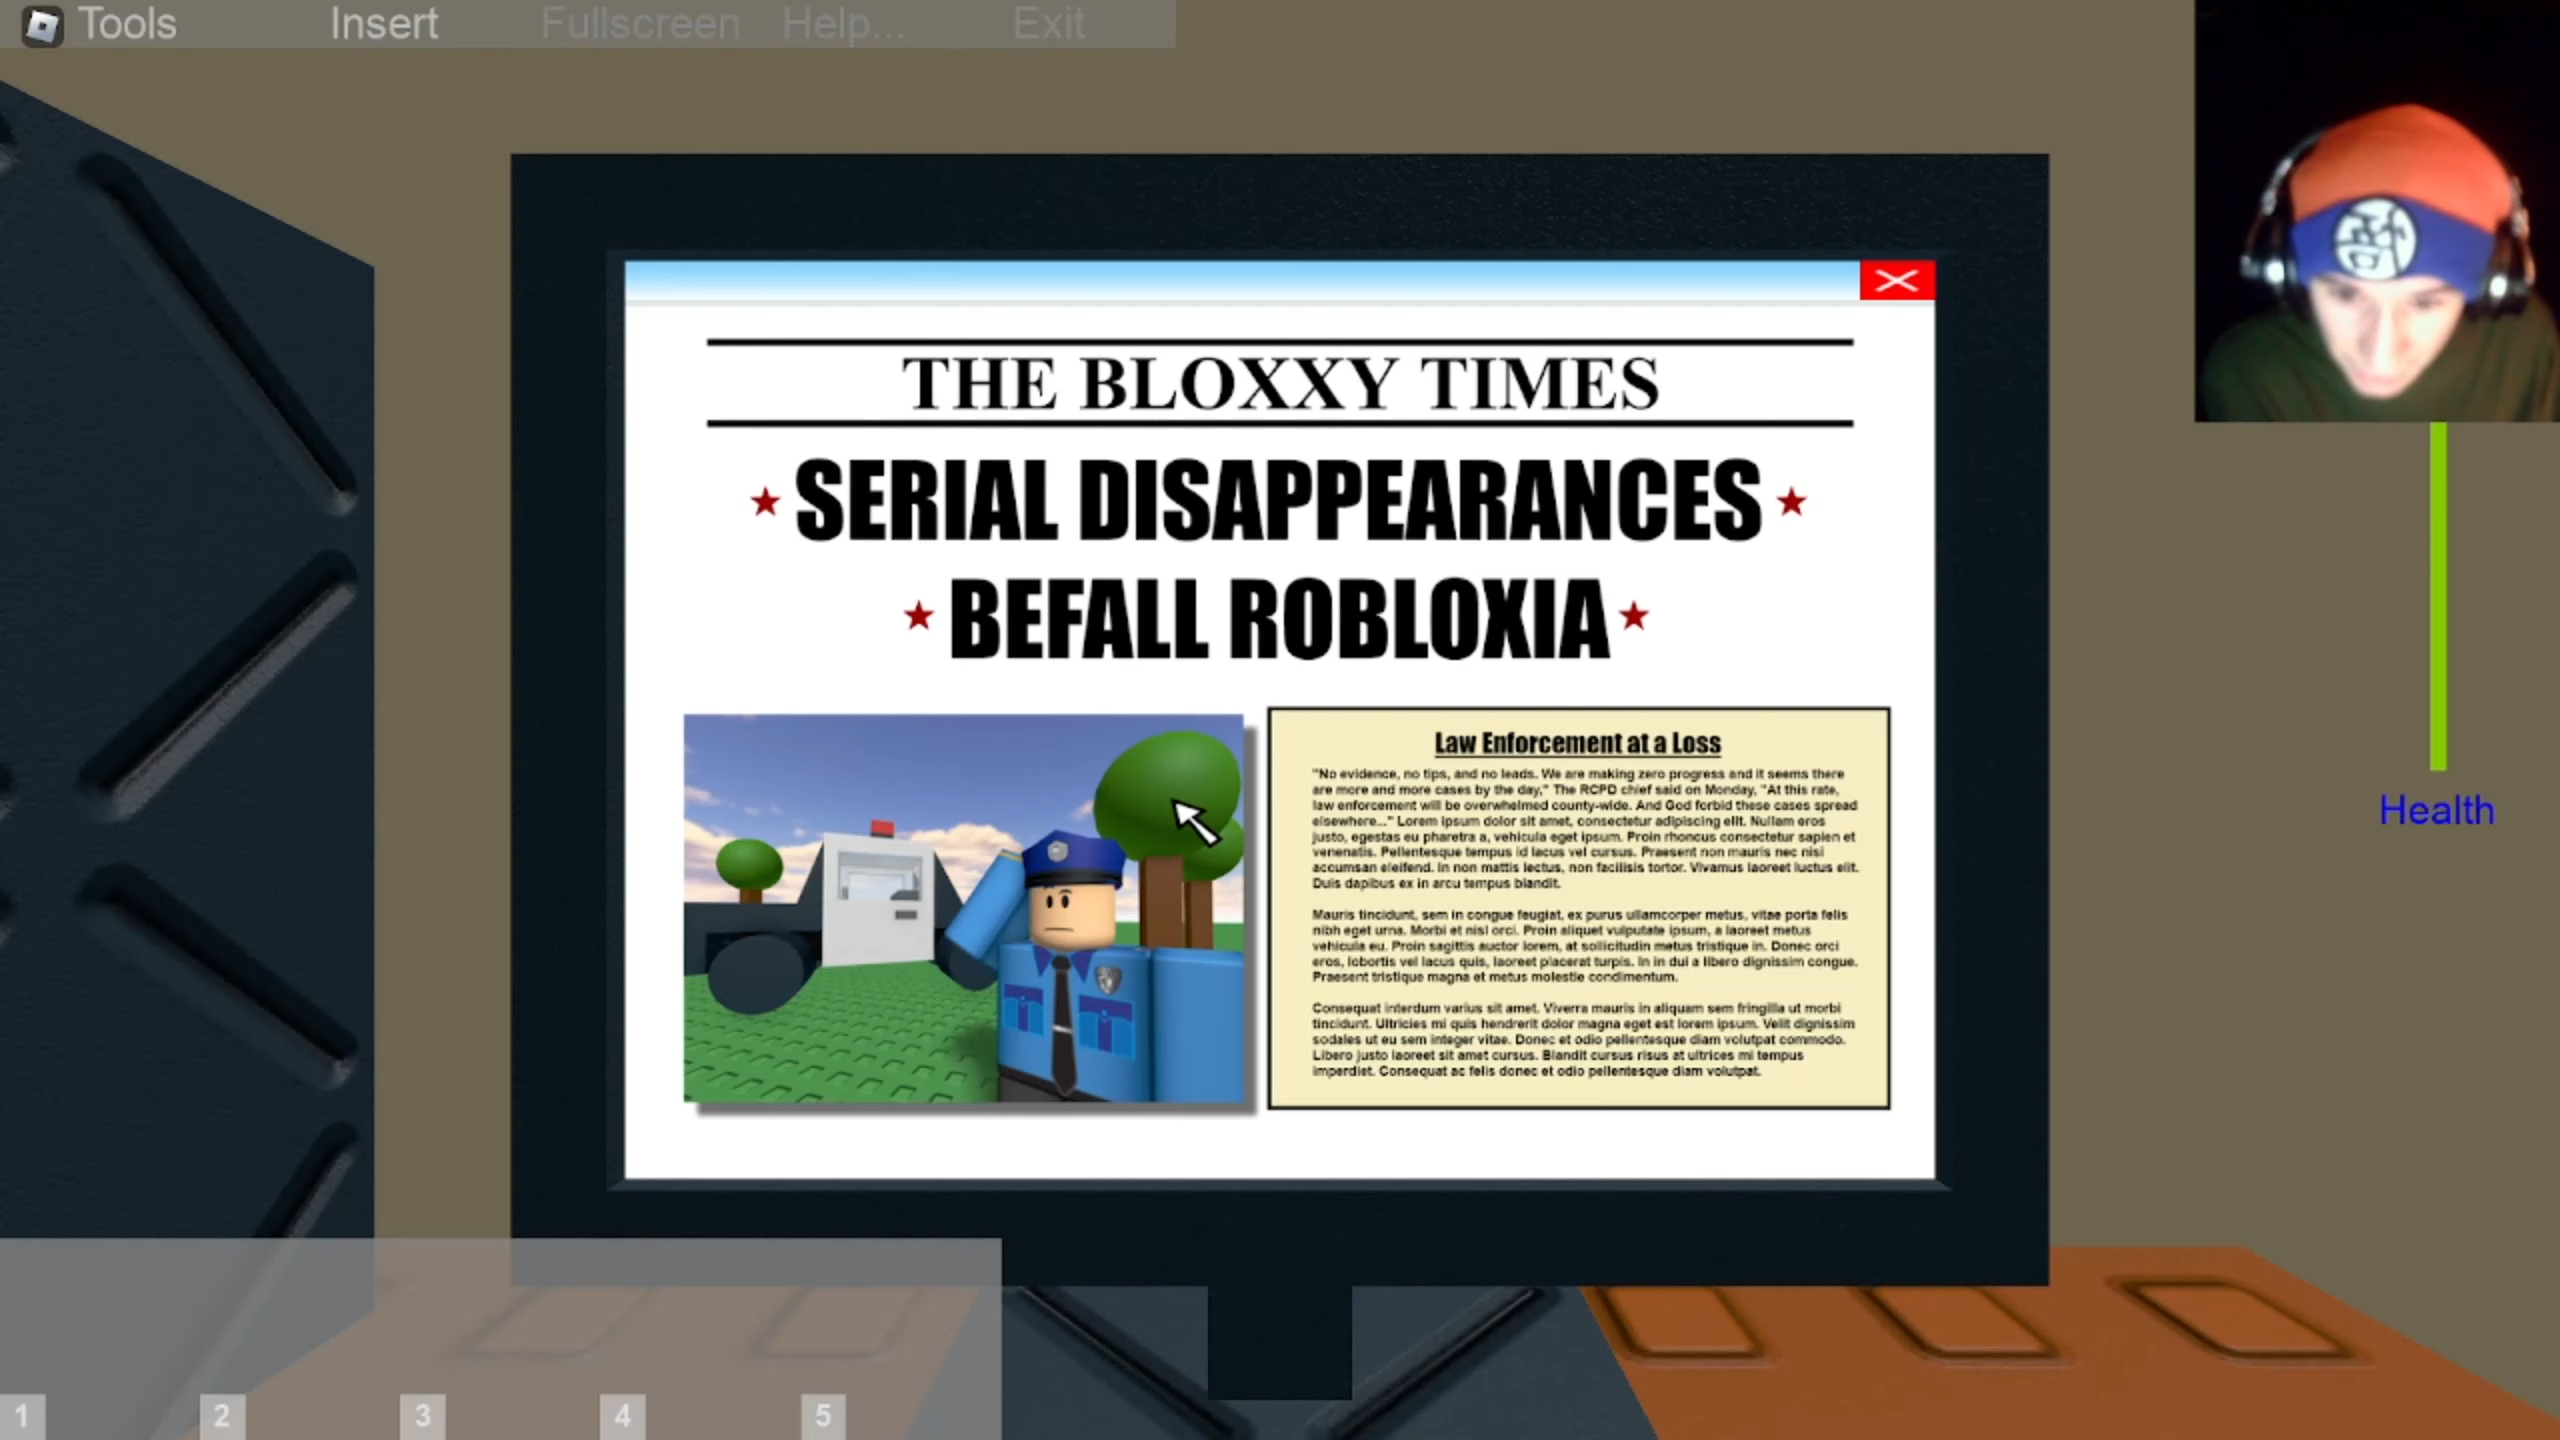 Tools Insert Fullscreen Help... Exit
THE BLOXXY TIMES
SERIAL DISAPPEARANCES
BEFALL ROBLOXIA
Law Enforcement at a Loss
"No evidence, no tips, and no leads. We are making zero progress and it seems there
are more and more cases by the day," The RCPD chief said on Monday, "At this rate,
law enforcement will be overwhelmed county-wide. And God forbid these cases spread
elsewhere..." Lorem ipsum dolor sit amet, consectetur adipiscing elit. Nullam eros
justo, egestas eu pharetra a, vehicula eget ipsum. Proin rhoncus consectetur sapien et
venenatis. Pellentesque tempus id lacus vel cursus. Praesent non mauris nec nisi
accumsan eleifend. In non mattis lectus, non facilisis tortor. Vivamus laoreet luctus elit.
Duis dapibus ex in arcu tempus blandit.
Mauris tincidunt, sem in congue feugiat, ex purus ullamcorper metus, vitae porta felis
nibh eget urna. Morbi et nisl orci. Proin aliquet vulputate ipsum, a laoreet metus
vehicula eu. Proin sagittis auctor lorem, at sollicitudin metus tristique in. Donec orci
eros, lobortis vel lacus quis, laoreet placerat turpis. In in dui a libero dignissim congue.
Praesent tristique magna et metus molestie condimentum.
Consequat interdum varius sit amet. Viverra mauris in aliquam sem fringilla ut morbi
tincidunt. Ultricies mi quis hendrerit dolor magna eget est lorem ipsum. Velit dignissim
sodales ut eu sem integer vitae. Donec et odio pellentesque diam volutpat commodo.
Libero justo laoreet sit amet cursus. Blandit cursus risus at ultrices mi tempus
imperdiet. Consequat ac felis donec et odio pellentesque diam volutpat.
Health
1 2 3 4 5